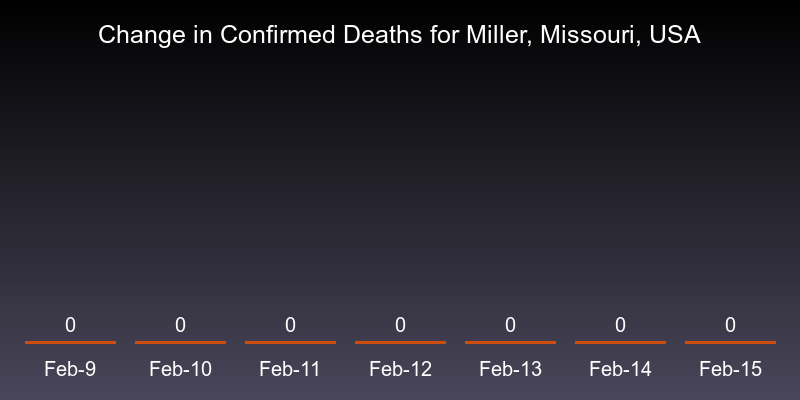 Change in Confirmed Deaths for Miller, Missouri, USA
0 0 0 0 0 0 0
Feb-9 Feb-10 Feb-11 Feb-12 Feb-13 Feb-14 Feb-15